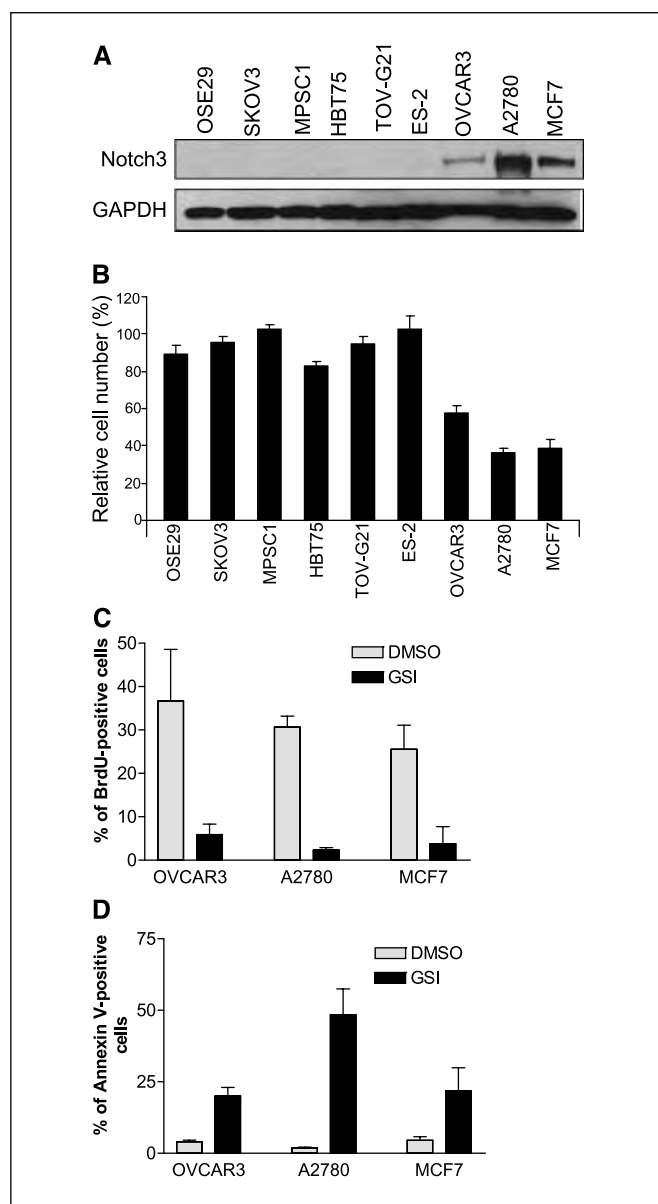 A
OSE29
SKOV3
MPSC1
HBT75
TOV-G21
ES-2
OVCAR3
A2780
MCF7
Notch3
GAPDH
B
Relative cell number (%)
120
100
80
60
40
20
0
OSE29
SKOV3
MPSC1
HBT75
TOV-G21
ES-2
OVCAR3
A2780
MCF7
C
% of BrdU-positive cells
50
40
30
20
10
0
DMSO
GSI
OVCAR3 A2780 MCF7
D
% of Annexin V-positive
cells
75
50
25
0
DMSO
GSI
OVCAR3 A2780 MCF7